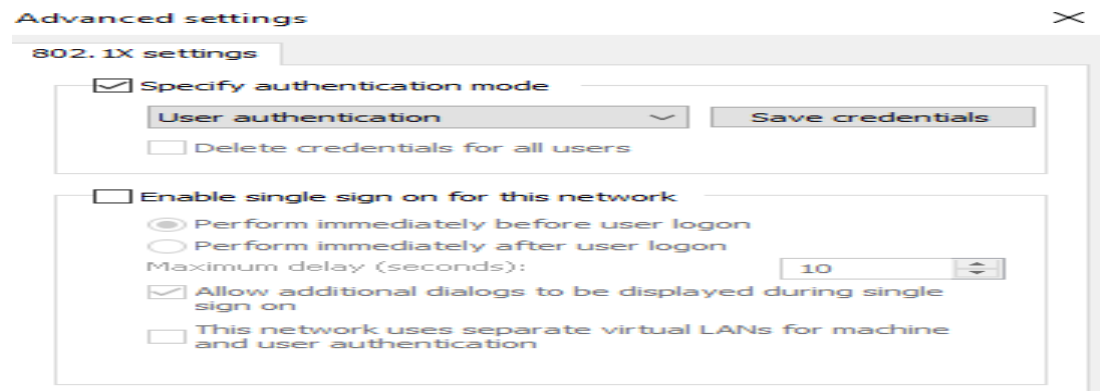 Advanced settings
802.1X settings
Specify authentication mode
User authentication
Save credentials
Delete credentials for all users
Enable single sign on for this network
Perform immediately before user logon
Perform immediately after user logon
Maximum delay (seconds):
10
Allow additional dialogs to be displayed during single
sign on
This network uses separate virtual LANs for machine
and user authentication